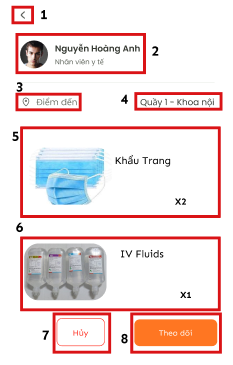 1
Nguyễn Hoàng Anh
2
Nhân viên y tế
3
Điểm đến
4
Quầy 1 - Khoa nội
5
Khẩu Trang
X2
6
IV Fluids
X1
7
Hủy
8
Theo dõi